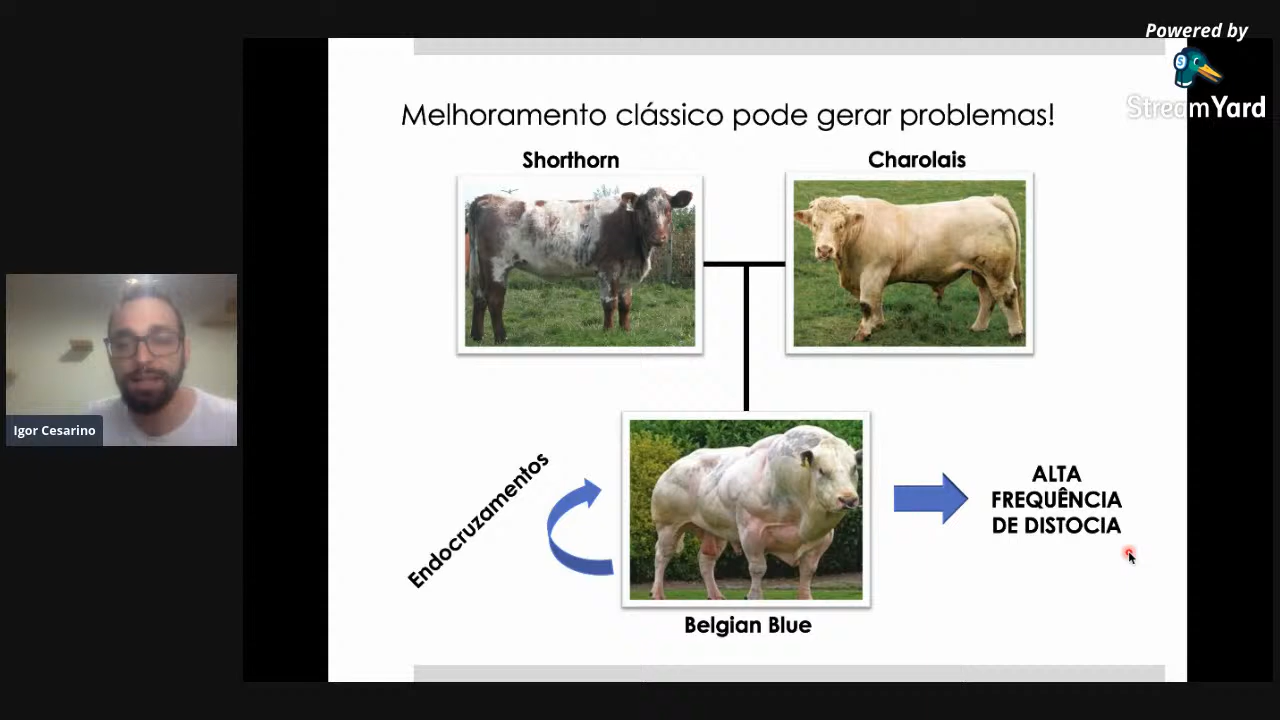 Powered by
StreamYard
Melhoramento clássico pode gerar problemas!
Shorthorn
Charolais
Igor Cesarino
Endocruzamentos
ALTA
FREQUÊNCIA
DE DISTOCIA
Belgian Blue